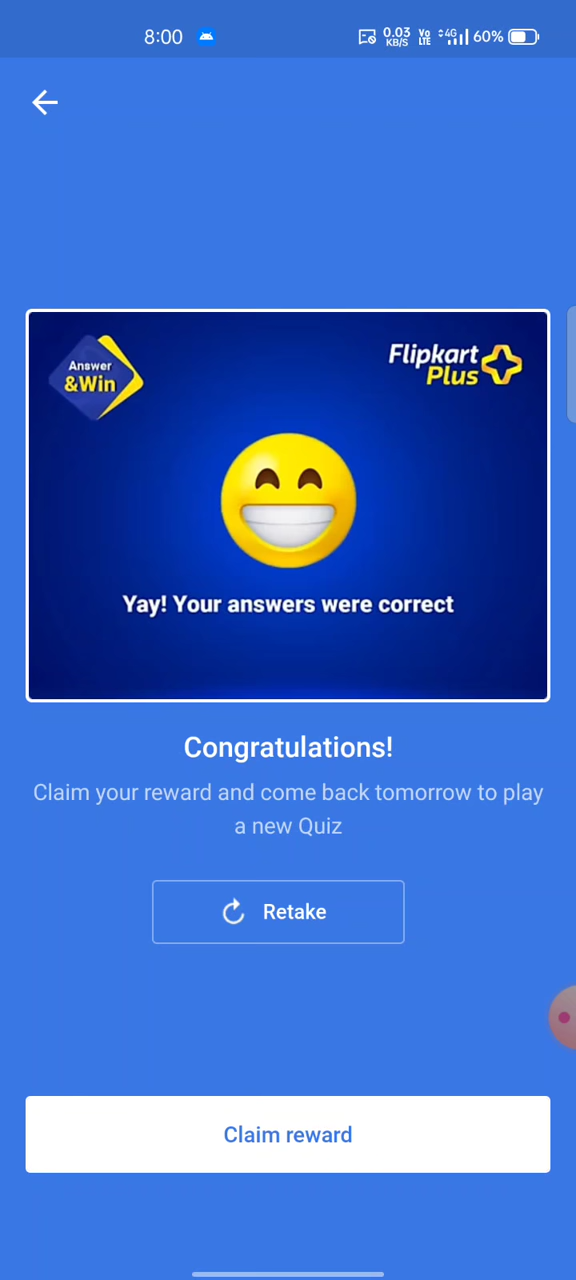 8:00
0.03
KB/S
Vo
LTE
4G
60%
Answer
&Win
Flipkart
Plus
Yay! Your answers were correct
Congratulations!
Claim your reward and come back tomorrow to play
a new Quiz
Retake
Claim reward